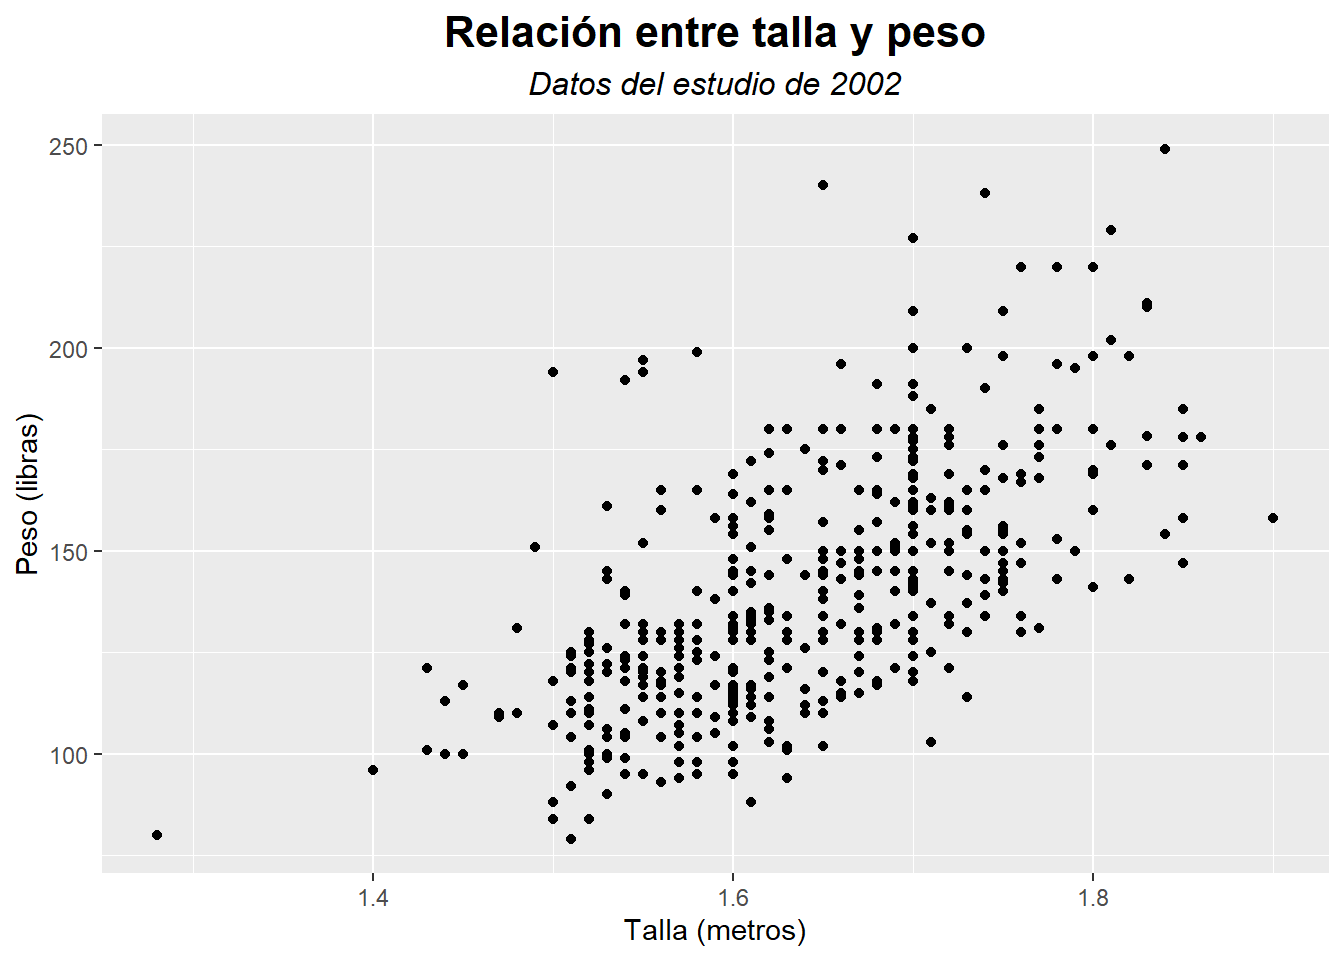 Relación entre talla y peso
Datos del estudio de 2002
250
200
150
100
Peso (libras)
1.4 1.6 1.8
Talla (metros)